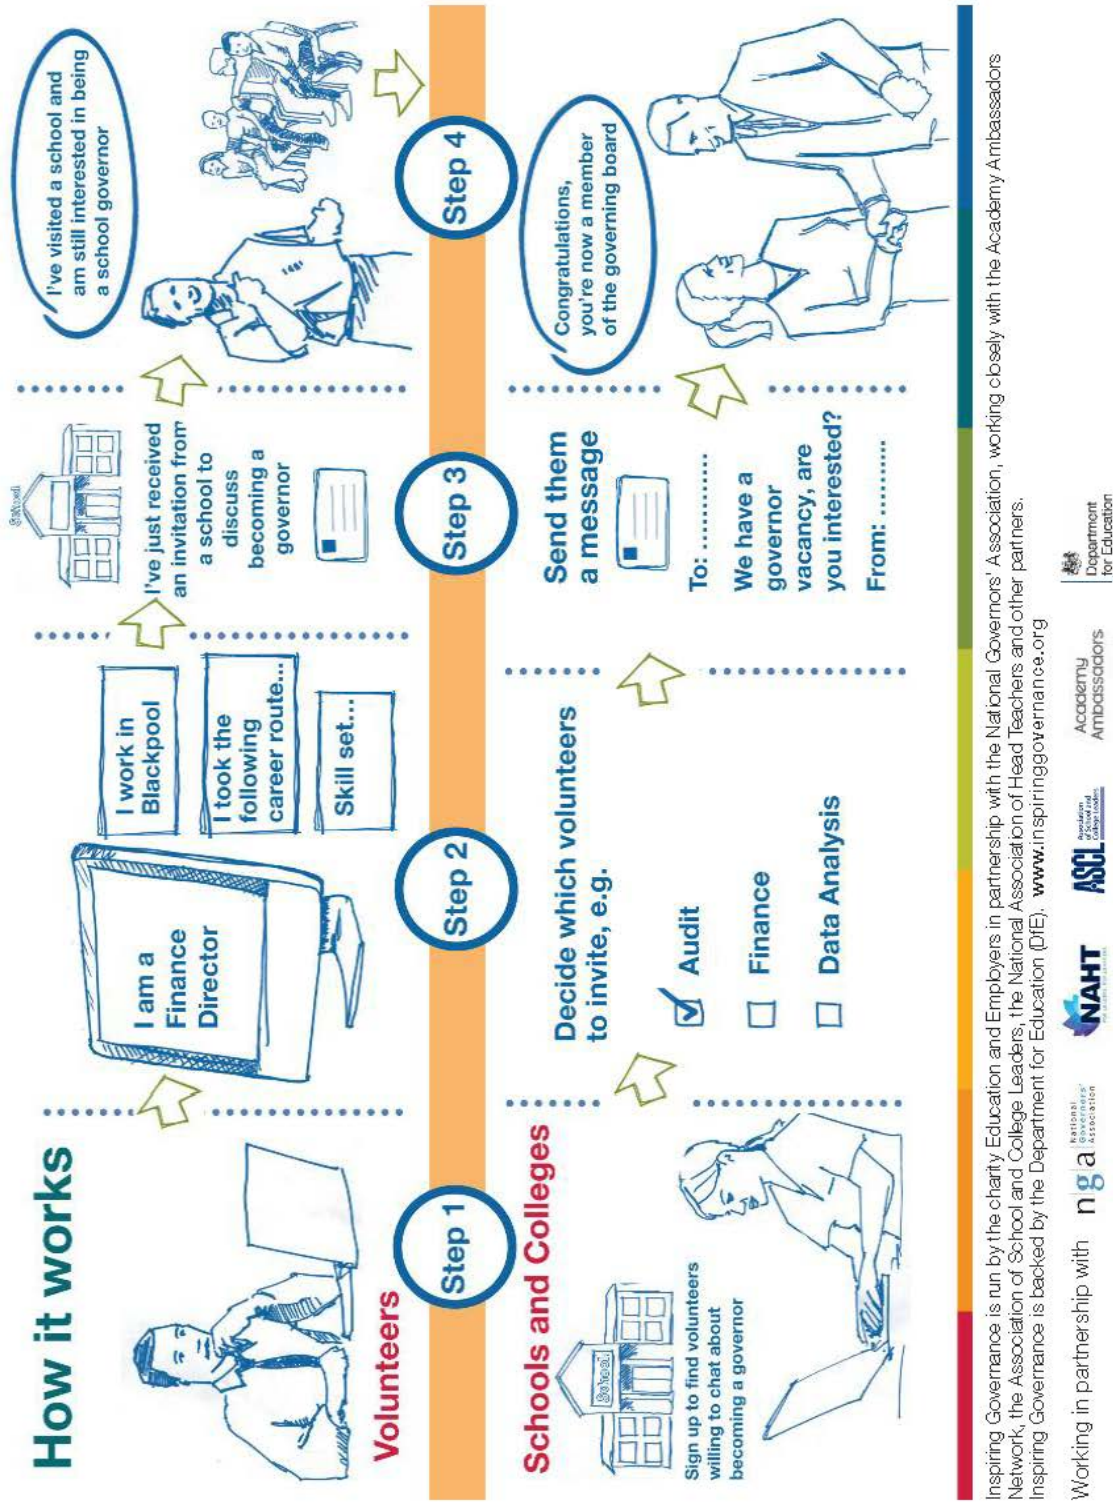 How it works
Volunteers
I am a
Finance
Director
I work in
Blackpool
I took the
following
career route...
Skill set...
School
I've just received
an invitation from
a school to
discuss
becoming a
governor
I've visited a school and
am still interested in being
a school governor
Step 1
Step 2
Step 3
Step 4
Schools and Colleges
School
Sign up to find volunteers
willing to chat about
becoming a governor
Decide which volunteers
to invite, e.g.
Audit
Finance
Data Analysis
Send them
a message
To: ...............
We have a
governor
vacancy, are
you interested?
From: ............
Congratulations,
you're now a member
of the governing board
Inspiring Governance is run by the charity Education and Employers in partnership with the National Governors' Association, working closely with the Academy Ambassadors
Network, the Association of School and College Leaders, the National Association of Head Teachers and other partners.
Inspiring Governance is backed by the Department for Education (DfE). www.inspiringgovernance.org
Working in partnership with
nga
National
Governors'
Association
NAHT
ASCL
Association
of School and
College Leaders
Academy
Ambassadors
Department
for Education